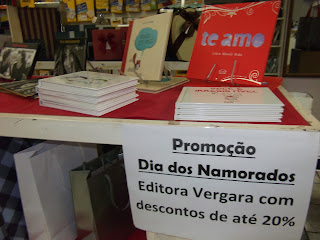 te amo
Promoção
Dia dos Namorados
Editora Vergara com
descontos de até 20%